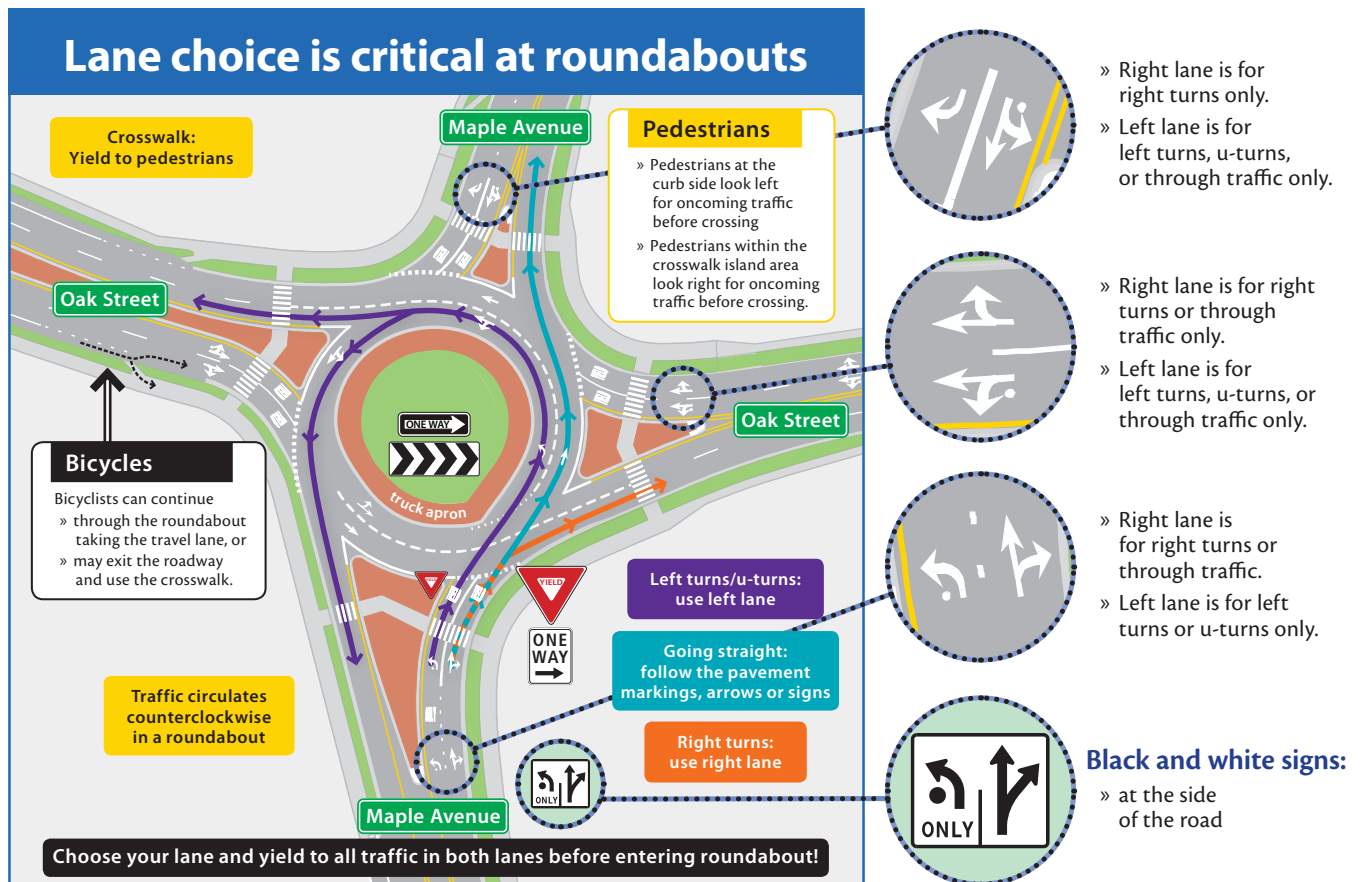 Lane choice is critical at roundabouts
Crosswalk:
Yield to pedestrians
Maple Avenue
Pedestrians
» Pedestrians at the
curb side look left
for oncoming traffic
before crossing
» Pedestrians within the
crosswalk island area
look right for oncoming
traffic before crossing.
Oak Street
Oak Street
ONE WAY
truck apron
Bicycles
Bicyclists can continue
» through the roundabout
taking the travel lane, or
» may exit the roadway
and use the crosswalk.
YIELD
YIELD
ONE
WAY
Left turns/u-turns:
use left lane
Going straight:
follow the pavement
markings, arrows or signs
Right turns:
use right lane
Traffic circulates
counterclockwise
in a roundabout
ONLY
Maple Avenue
Choose your lane and yield to all traffic in both lanes before entering roundabout!
» Right lane is for
right turns only.
» Left lane is for
left turns, u-turns,
or through traffic only.
» Right lane is for right
turns or through
traffic only.
» Left lane is for
left turns, u-turns, or
through traffic only.
» Right lane is
for right turns or
through traffic.
» Left lane is for left
turns or u-turns only.
ONLY
Black and white signs:
» at the side
of the road